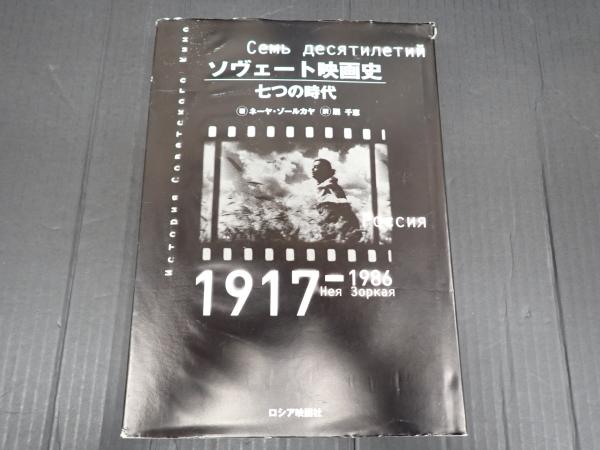 Семь десятилетий
ソヴェート映画史
七つの時代
著 ネーヤ・ゾールカヤ 訳 扇 千恵
История Советского Кино
Россия
1917-1986
Нея Зоркая
ロシア映画社